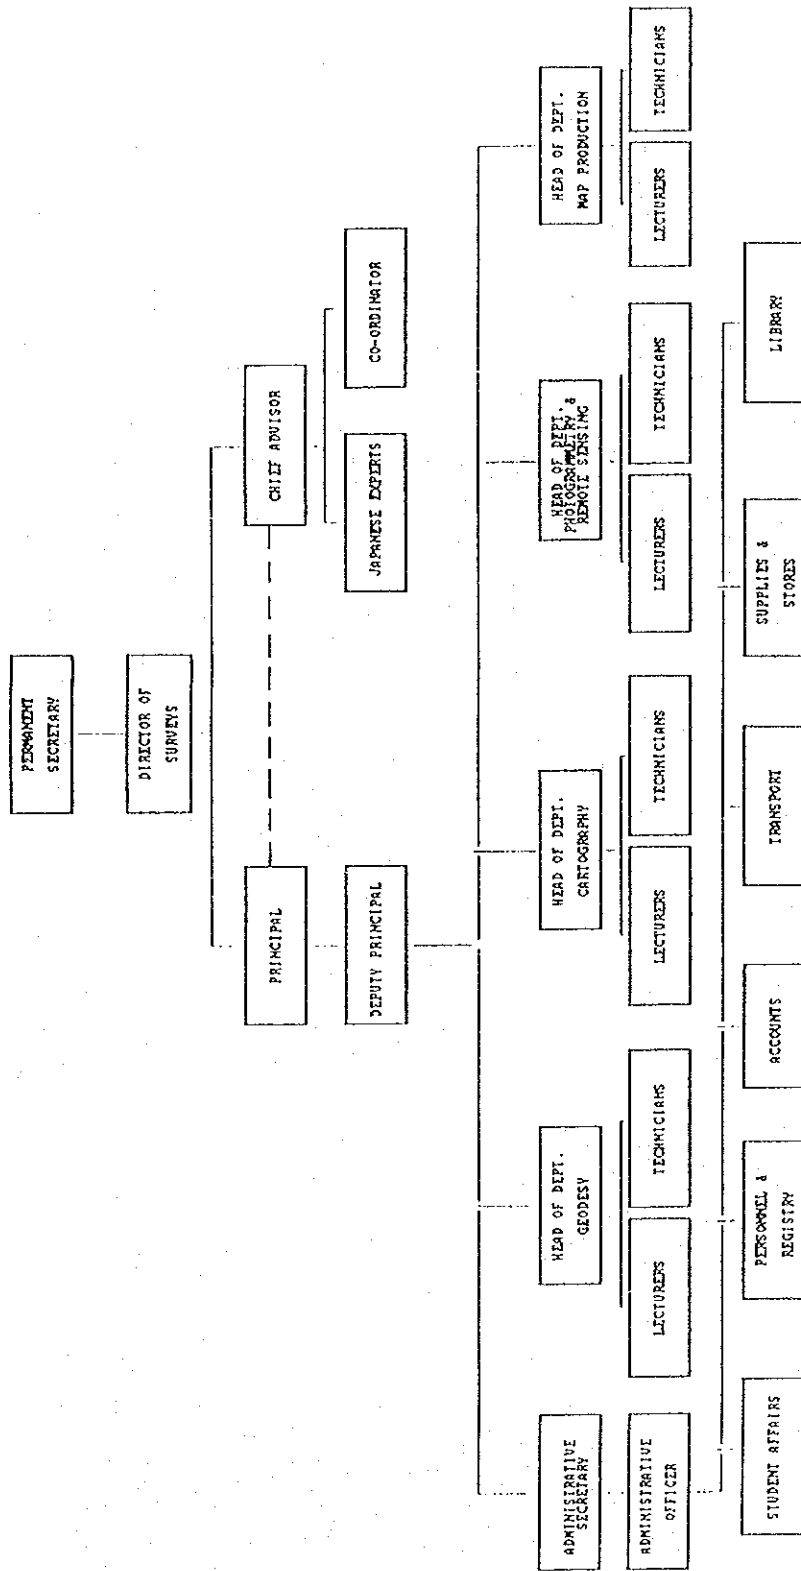 PERMANENT
SECRETARY
DIRECTOR OF
SURVEYS
PRINCIPAL
CHIEF ADVISOR
DEPUTY PRINCIPAL
JAPANESE EXPERTS
CO-ORDINATOR
ADMINISTRATIVE
SECRETARY
HEAD OF DEPT.
GEODESY
HEAD OF DEPT.
CARTOGRAPHY
HEAD OF DEPT.
PHOTOGRAMMETRY &
REMOTE SENSING
HEAD OF DEPT.
MAP PRODUCTION
ADMINISTRATIVE
OFFICER
LECTURERS
TECHNICIANS
LECTURERS
TECHNICIANS
LECTURERS
TECHNICIANS
LECTURERS
TECHNICIANS
STUDENT AFFAIRS
PERSONNEL &
REGISTRY
ACCOUNTS
TRANSPORT
SUPPLIES &
STORES
LIBRARY